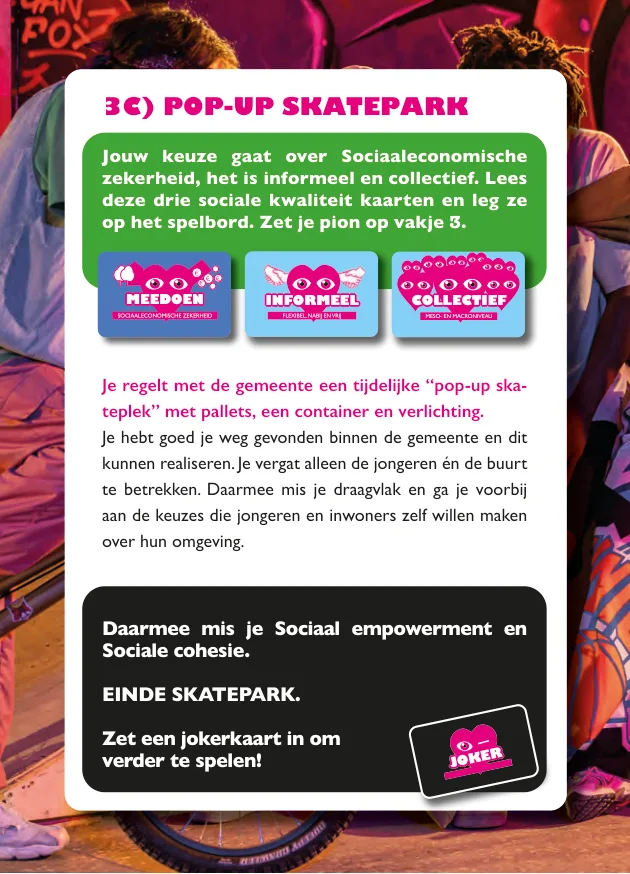 3C) POP-UP SKATEPARK
Jouw keuze gaat over Sociaaleconomische
zekerheid, het is informeel en collectief. Lees
deze drie sociale kwaliteit kaarten en leg ze
op het spelbord. Zet je pion op vakje 3.
MEEDOEN
SOCIAALECONOMISCHE ZEKERHEID
INFORMEEL
FLEXIBEL, NABIJ EN VRIJ
COLLECTIEF
MESO- EN MACRONIVEAU
Je regelt met de gemeente een tijdelijke “pop-up ska-
teplek” met pallets, een container en verlichting.
Je hebt goed je weg gevonden binnen de gemeente en dit
kunnen realiseren. Je vergat alleen de jongeren én de buurt
te betrekken. Daarmee mis je draagvlak en ga je voorbij
aan de keuzes die jongeren en inwoners zelf willen maken
over hun omgeving.
Daarmee mis je Sociaal empowerment en
Sociale cohesie.
EINDE SKATEPARK.
Zet een jokerkaart in om
verder te spelen!
JOKER